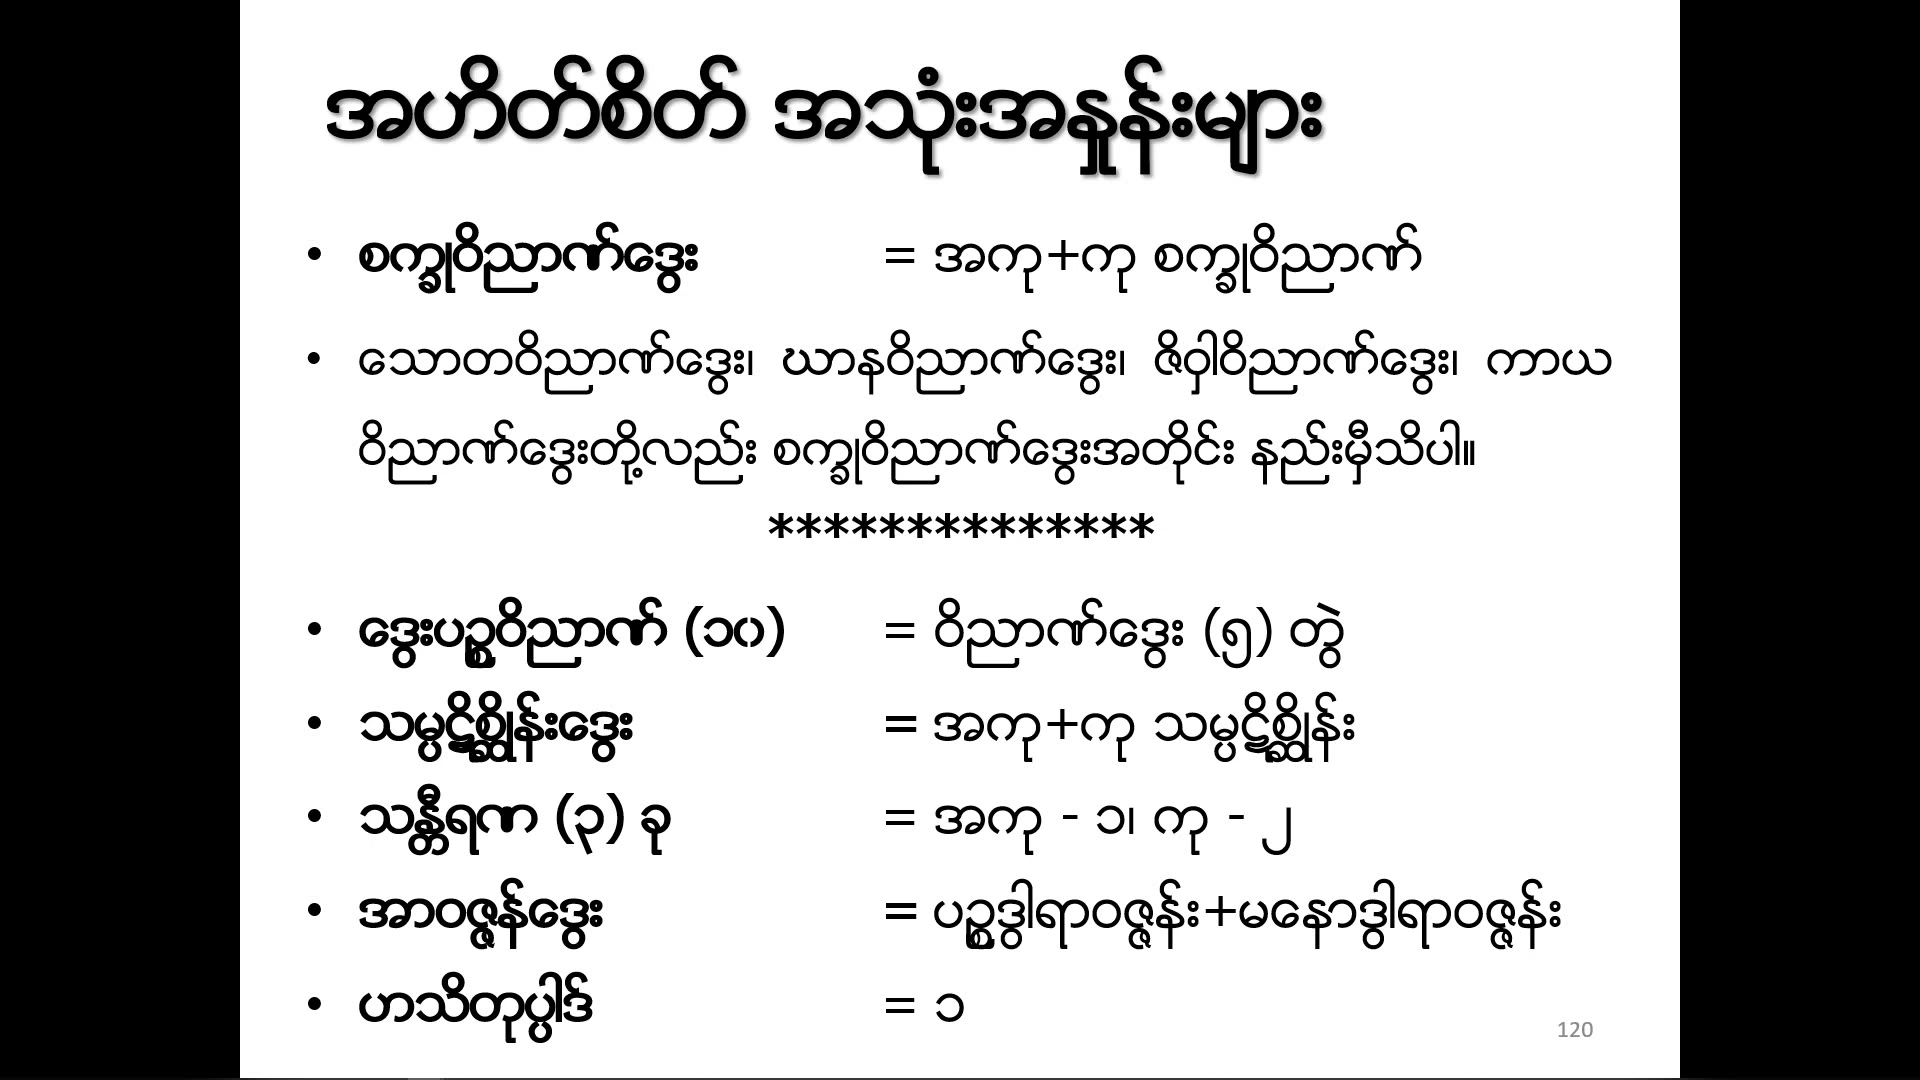 အဟိတ်စိတ် အသုံးအနှုန်းများ
• စက္ခုဝိညာဏ်ဒွေး = အကု+ကု စက္ခုဝိညာဏ်
• သောတဝိညာဏ်ဒွေး၊ ဃာနဝိညာဏ်ဒွေး၊ ဇိဝှါဝိညာဏ်ဒွေး၊ ကာယ
ဝိညာဏ်ဒွေးတို့လည်း စက္ခုဝိညာဏ်ဒွေးအတိုင်း နည်းမှီသိပါ။
**************
• ဒွေးပဉ္စဝိညာဏ် (၁၀) = ဝိညာဏ်ဒွေး (၅) တွဲ
• သမ္ပဋိစ္ဆိုန်းဒွေး = အကု+ကု သမ္ပဋိစ္ဆိုန်း
• သန္တီရဏ (၃) ခု = အကု - ၁၊ ကု - ၂
• အာဝဇ္ဇန်ဒွေး = ပဉ္စဒွါရာဝဇ္ဇန်း+မနောဒွါရာဝဇ္ဇန်း
• ဟသိတုပ္ပါဒ် = ၁
120